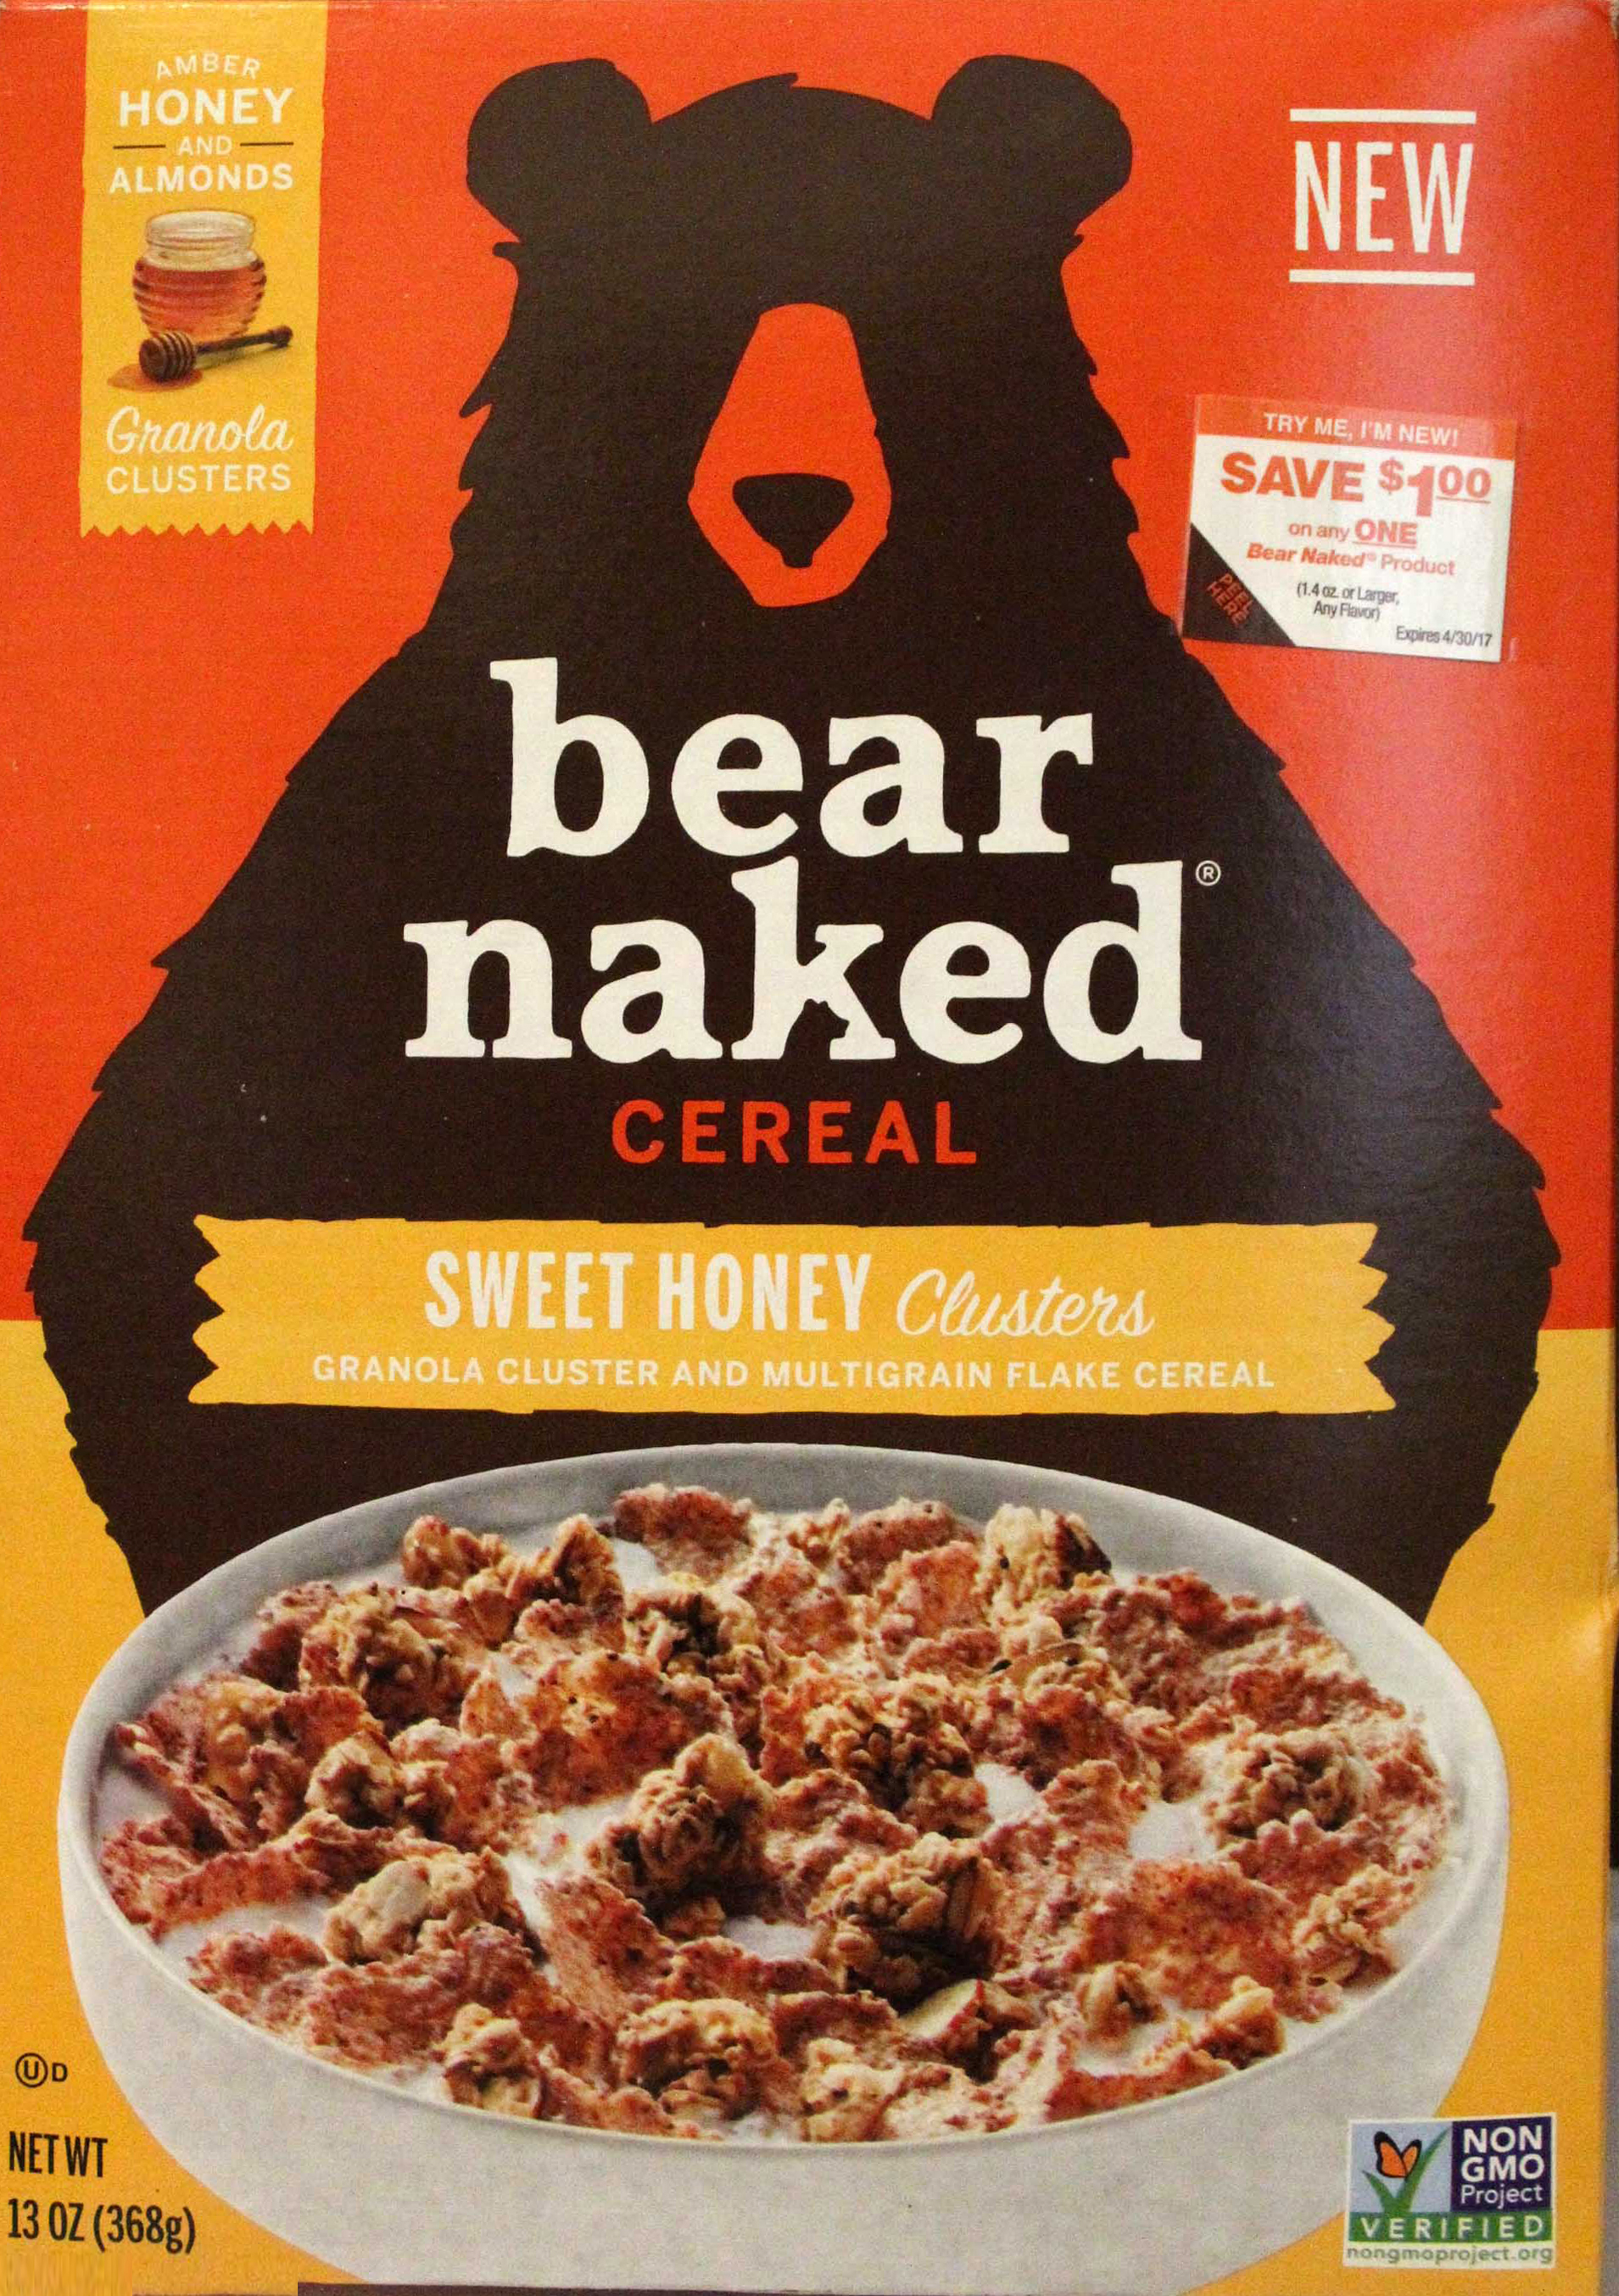 AMBER
HONEY
AND
ALMONDS
Granola
CLUSTERS
NEW
TRY ME, I'M NEW!
SAVE $1.00
on any ONE
Bear Naked® Product
(1.4 oz. or Larger,
Any Flavor)
Expires 4/30/17
PEEL
HERE
bear
naked®
CEREAL
SWEET HONEY Clusters
GRANOLA CLUSTER AND MULTIGRAIN FLAKE CEREAL
U D
NET WT
13 OZ (368g)
NON
GMO
Project
VERIFIED
nongmoproject.org